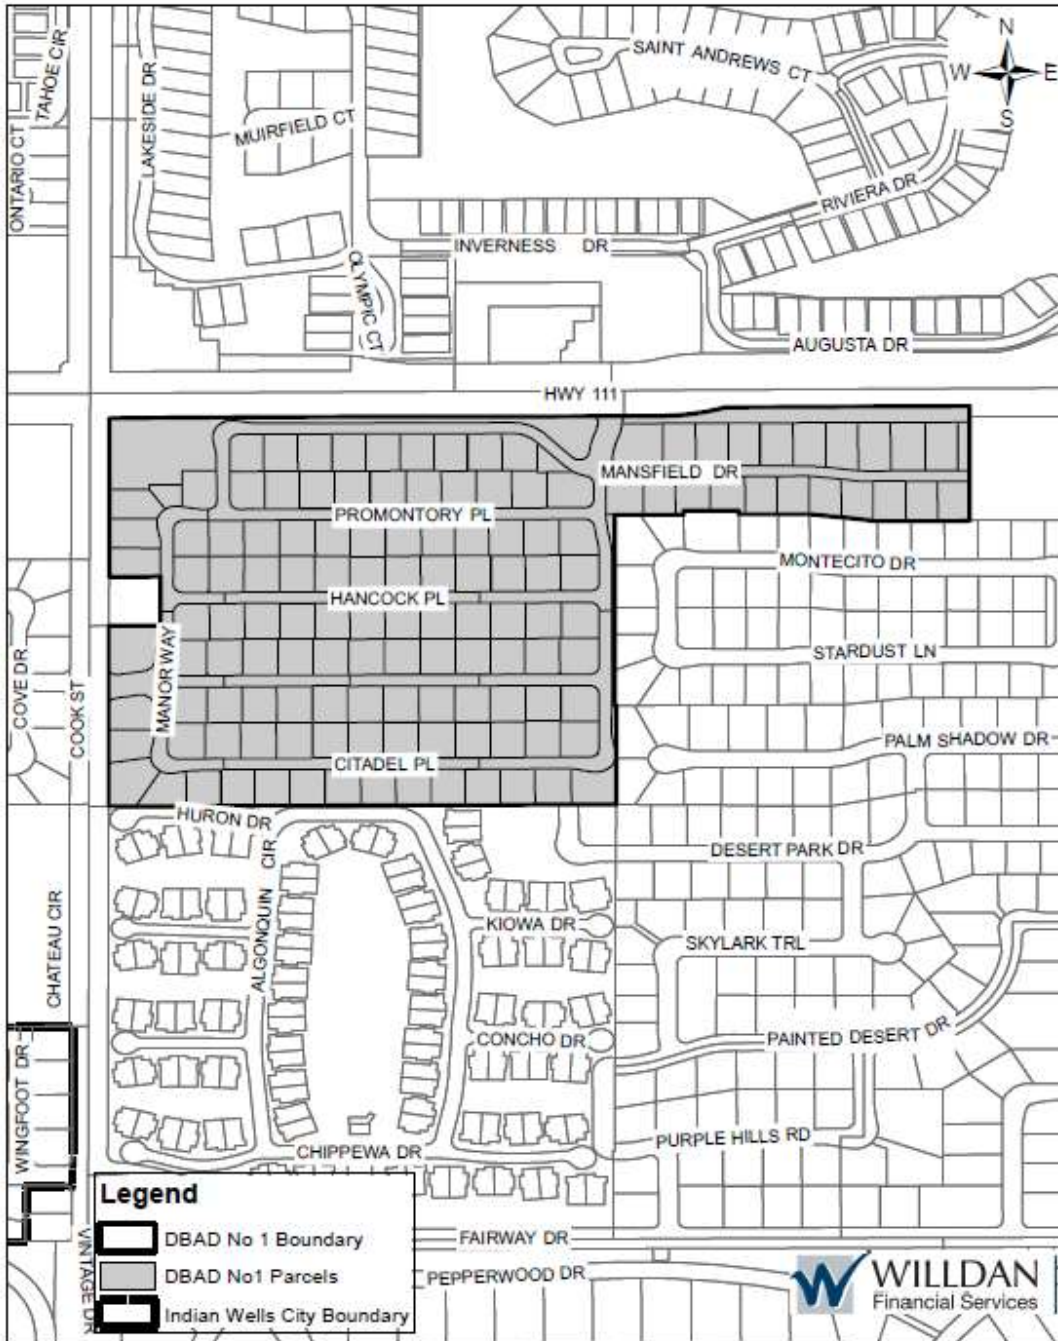 N
W E
S
TAHOE CIR
ONTARIO CT
LAKESIDE DR
MUIRFIELD CT
SAINT ANDREWS CT
RIVIERA DR
INVERNESS DR
OLYMPIC CT
AUGUSTA DR
HWY 111
MANSFIELD DR
PROMONTORY PL
MONTECITO DR
HANCOCK PL
STARDUST LN
MANOR WAY
COVE DR
COOK ST
PALM SHADOW DR
CITADEL PL
HURON DR
DESERT PARK DR
ALGONQUIN CIR
KIOWA DR
SKYLARK TRL
CHATEAU CIR
CONCHO DR
PAINTED DESERT DR
WINGFOOT DR
PURPLE HILLS RD
CHIPPEWA DR
FAIRWAY DR
PEPPERWOOD DR
VINTAGE DR
Legend
DBAD No 1 Boundary
DBAD No1 Parcels
Indian Wells City Boundary
WILLDAN
Financial Services